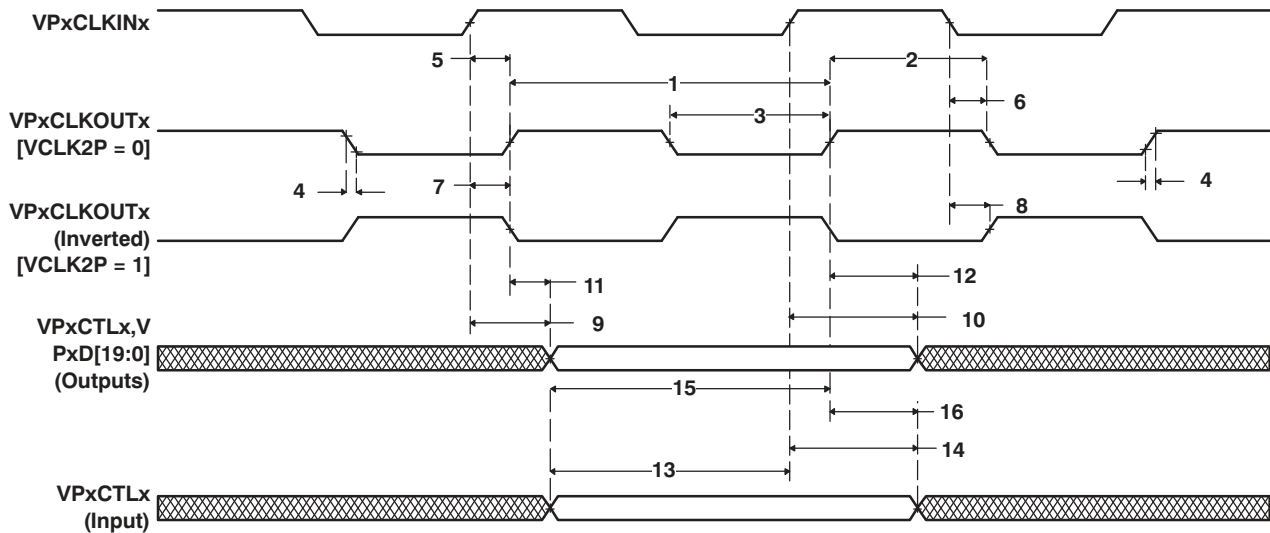 VPxCLKINx
5
2
1
6
VPxCLKOUTx
[VCLK2P = 0]
3
4
7
4
8
VPxCLKOUTx
(Inverted)
[VCLK2P = 1]
11
12
9
10
VPxCTLx,V
PxD[19:0]
(Outputs)
15
16
14
13
VPxCTLx
(Input)